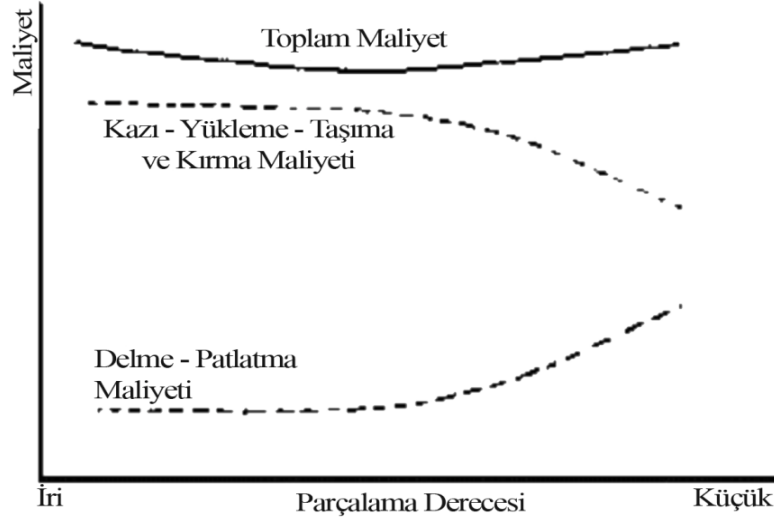 Maliyet
Toplam Maliyet
Kazı - Yükleme - Taşıma
ve Kırma Maliyeti
Delme - Patlatma
Maliyeti
İri
Parçalama Derecesi
Küçük